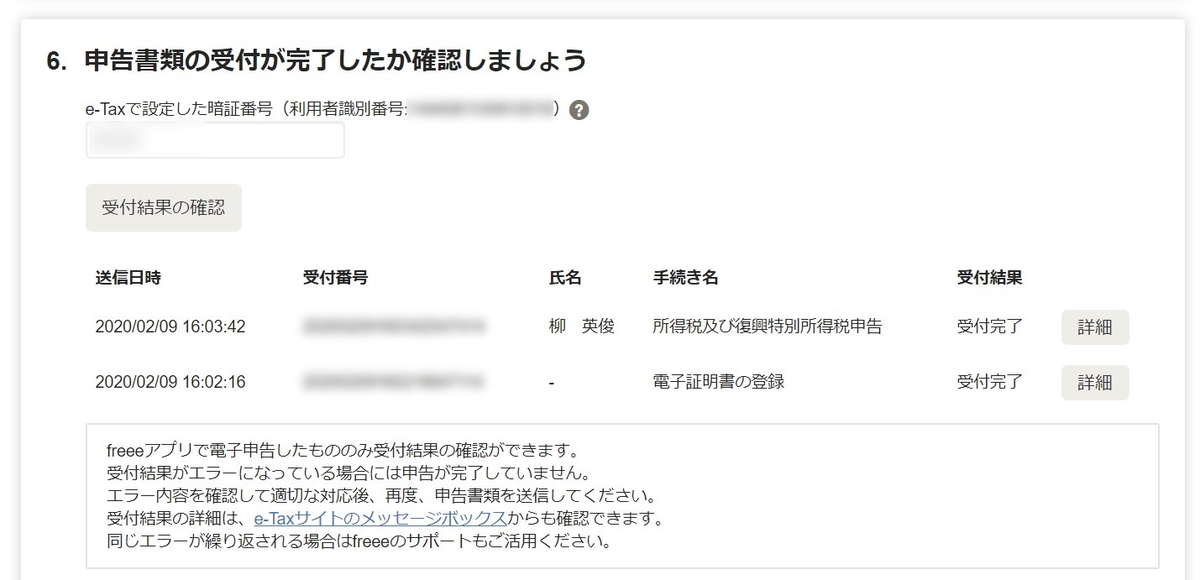 6. 申告書類の受付が完了したか確認しましょう
e-Taxで設定した暗証番号（利用者識別番号: ） ?
受付結果の確認
送信日時 受付番号 氏名 手続き名 受付結果
2020/02/09 16:03:42 柳 英俊 所得税及び復興特別所得税申告 受付完了 詳細
2020/02/09 16:02:16 - 電子証明書の登録 受付完了 詳細
freeeアプリで電子申告したもののみ受付結果の確認ができます。
受付結果がエラーになっている場合には申告が完了していません。
エラー内容を確認して適切な対応後、再度、申告書類を送信してください。
受付結果の詳細は、e-Taxサイトのメッセージボックスからも確認できます。
同じエラーが繰り返される場合はfreeeのサポートもご活用ください。